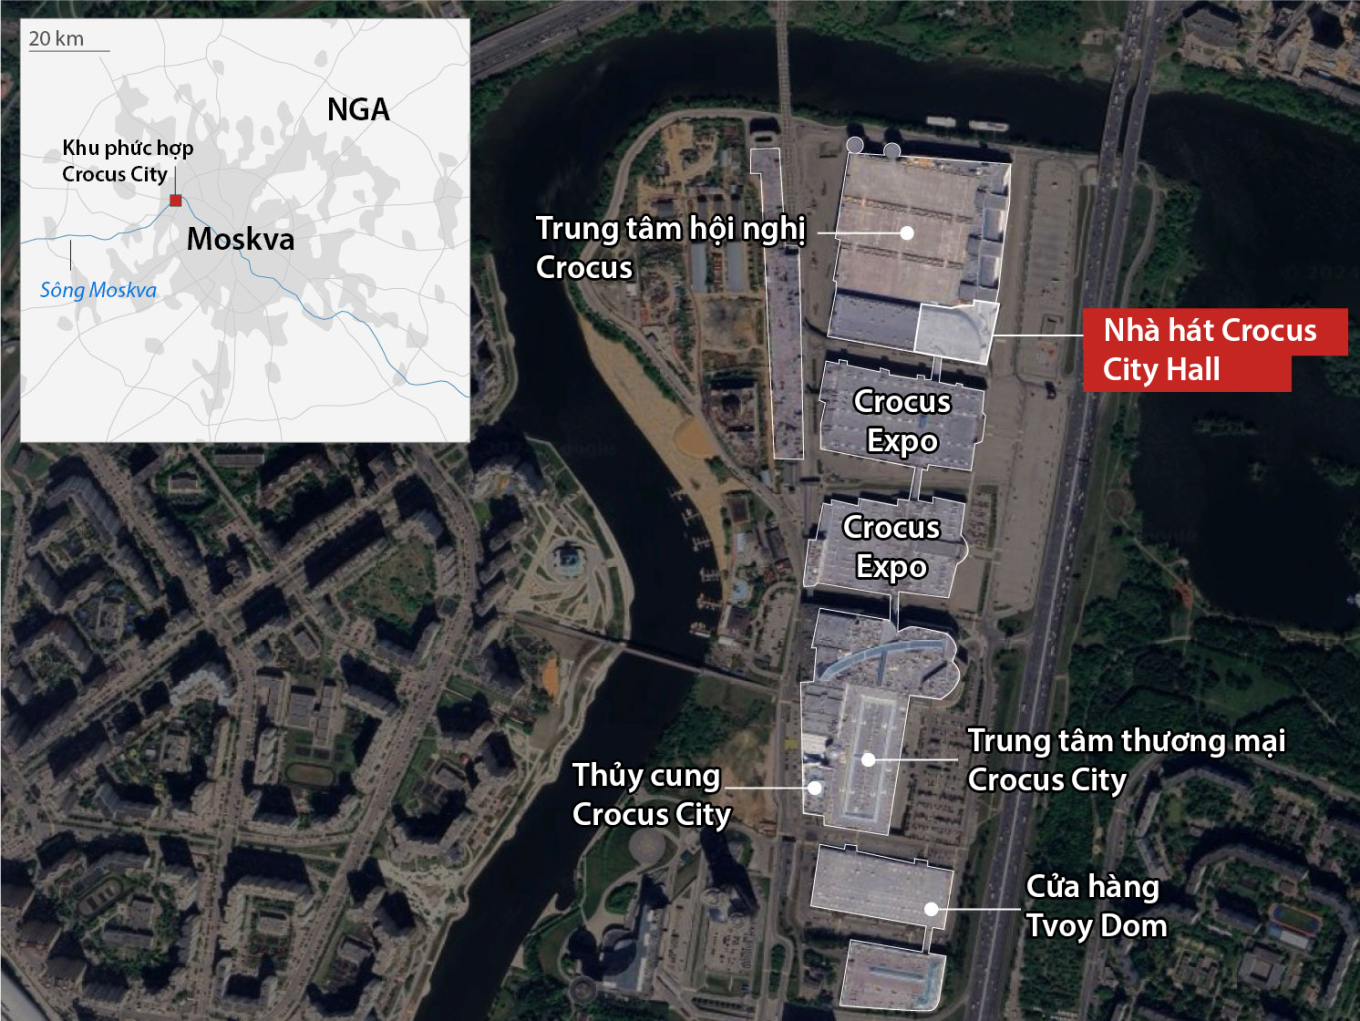 20 km
NGA
Khu phức hợp
Crocus City
Moskva
Sông Moskva
Trung tâm hội nghị
Crocus
Nhà hát Crocus
City Hall
Crocus
Expo
Crocus
Expo
Trung tâm thương mại
Crocus City
Thủy cung
Crocus City
Cửa hàng
Tvoy Dom